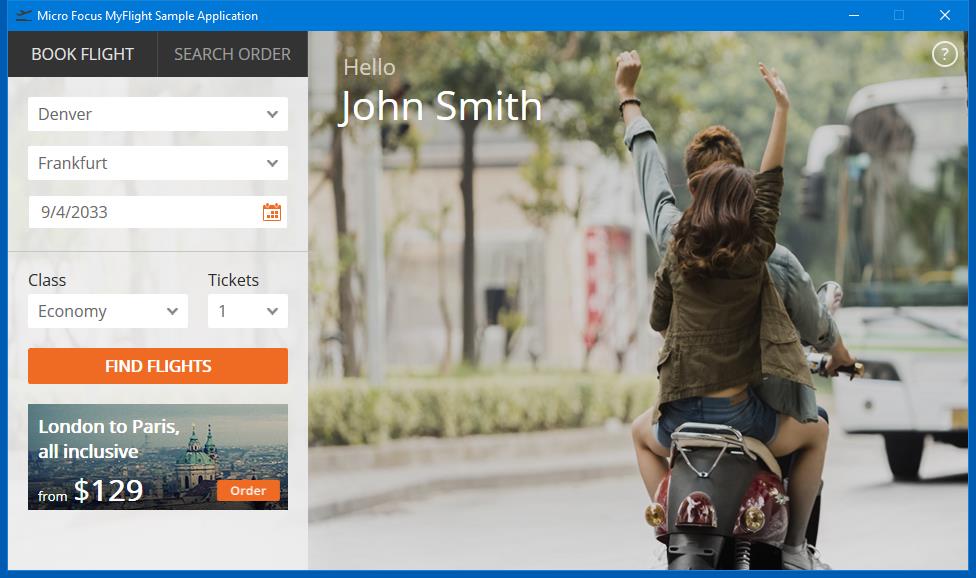 Micro Focus MyFlight Sample Application
BOOK FLIGHT
SEARCH ORDER
Denver
Frankfurt
9/4/2033
Class
Tickets
Economy
1
FIND FLIGHTS
London to Paris,
all inclusive
from $129
Order
Hello
John Smith
?